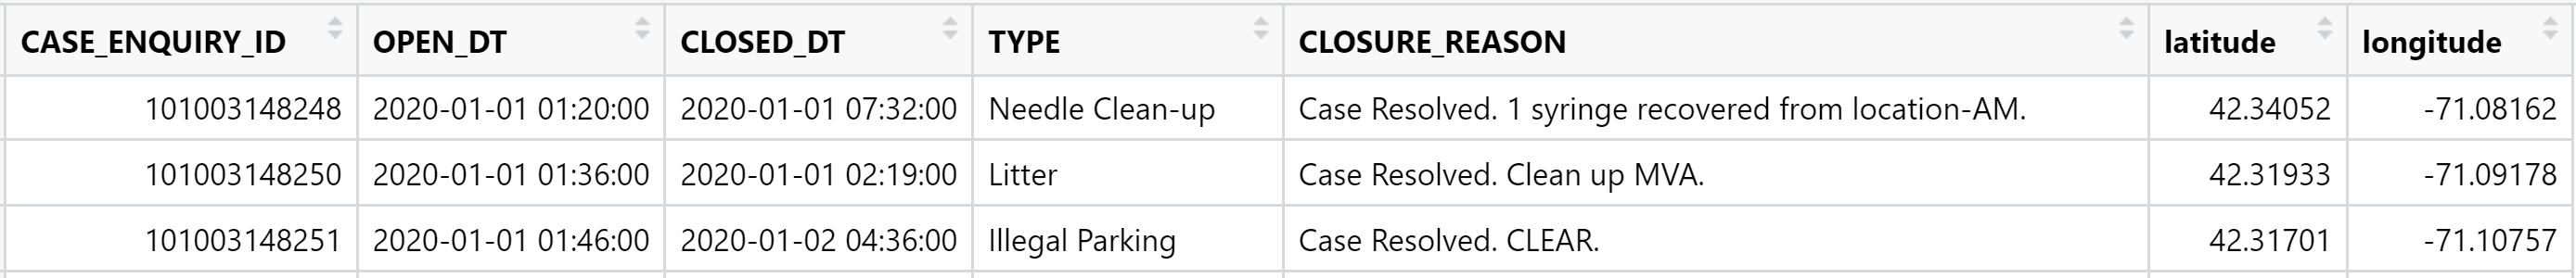 CASE_ENQUIRY_ID OPEN_DT CLOSED_DT TYPE CLOSURE_REASON latitude longitude
101003148248 2020-01-01 01:20:00 2020-01-01 07:32:00 Needle Clean-up Case Resolved. 1 syringe recovered from location-AM. 42.34052 -71.08162
101003148250 2020-01-01 01:36:00 2020-01-01 02:19:00 Litter Case Resolved. Clean up MVA. 42.31933 -71.09178
101003148251 2020-01-01 01:46:00 2020-01-02 04:36:00 Illegal Parking Case Resolved. CLEAR. 42.31701 -71.10757